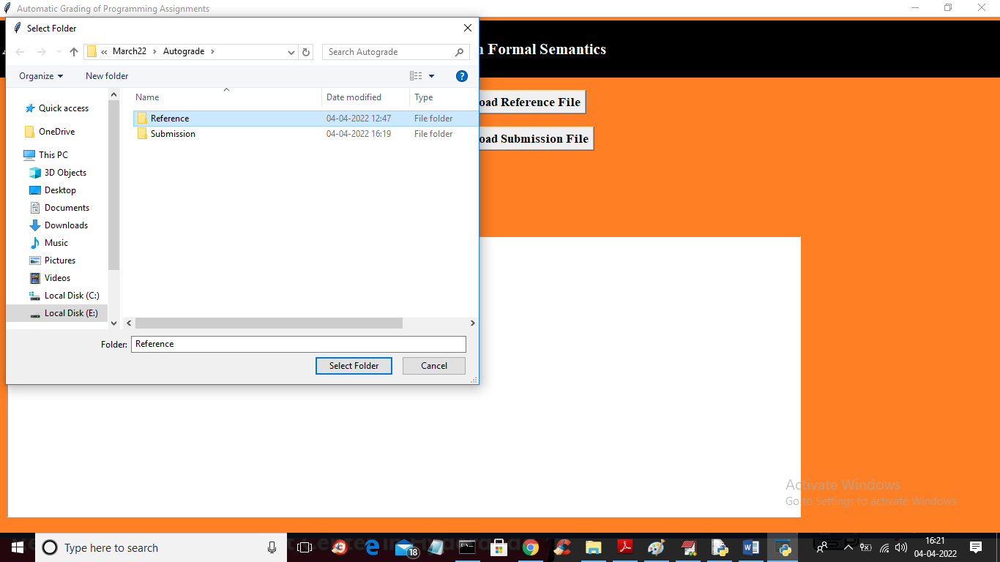 Automatic Grading of Programming Assignments
Select Folder
« March22 > Autograde >
Search Autograde
Formal Semantics
Organize
New folder
?
Name
Date modified
Type
Reference
04-04-2022 12:47
File folder
Submission
04-04-2022 16:19
File folder
Quick access
OneDrive
This PC
3D Objects
Desktop
Documents
Downloads
Music
Pictures
Videos
Local Disk (C:)
Local Disk (E:)
oad Reference File
oad Submission File
Folder:
Reference
Select Folder
Cancel
Activate Windows
Go to Settings to activate Windows.
Type here to search
18
16:21
04-04-2022